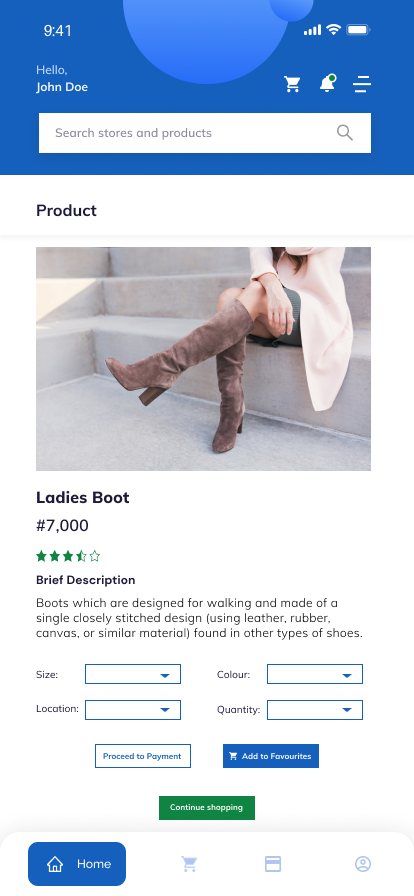 9:41
Hello,
John Doe
Search stores and products
Product
Ladies Boot
#7,000
Brief Description
Boots which are designed for walking and made of a
single closely stitched design (using leather, rubber,
canvas, or similar material) found in other types of shoes.
Size:
Colour:
Location:
Quantity:
Proceed to Payment
Add to Favourites
Continue shopping
Home